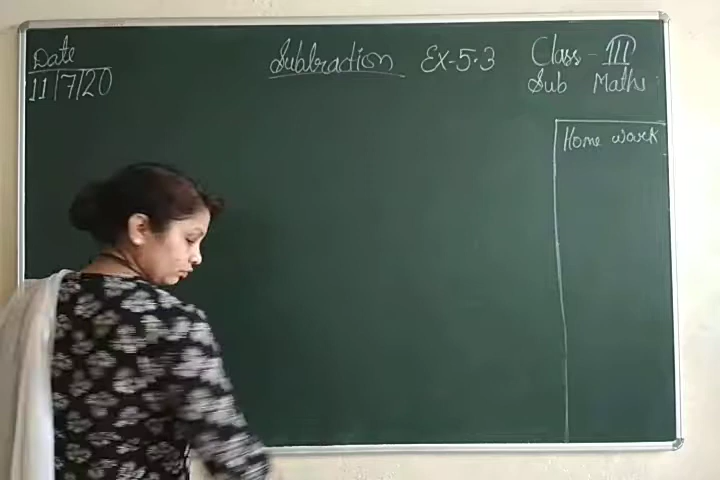 Date
11/7/20
Subtraction Ex-5.3
Class - III
Sub Maths
Home work